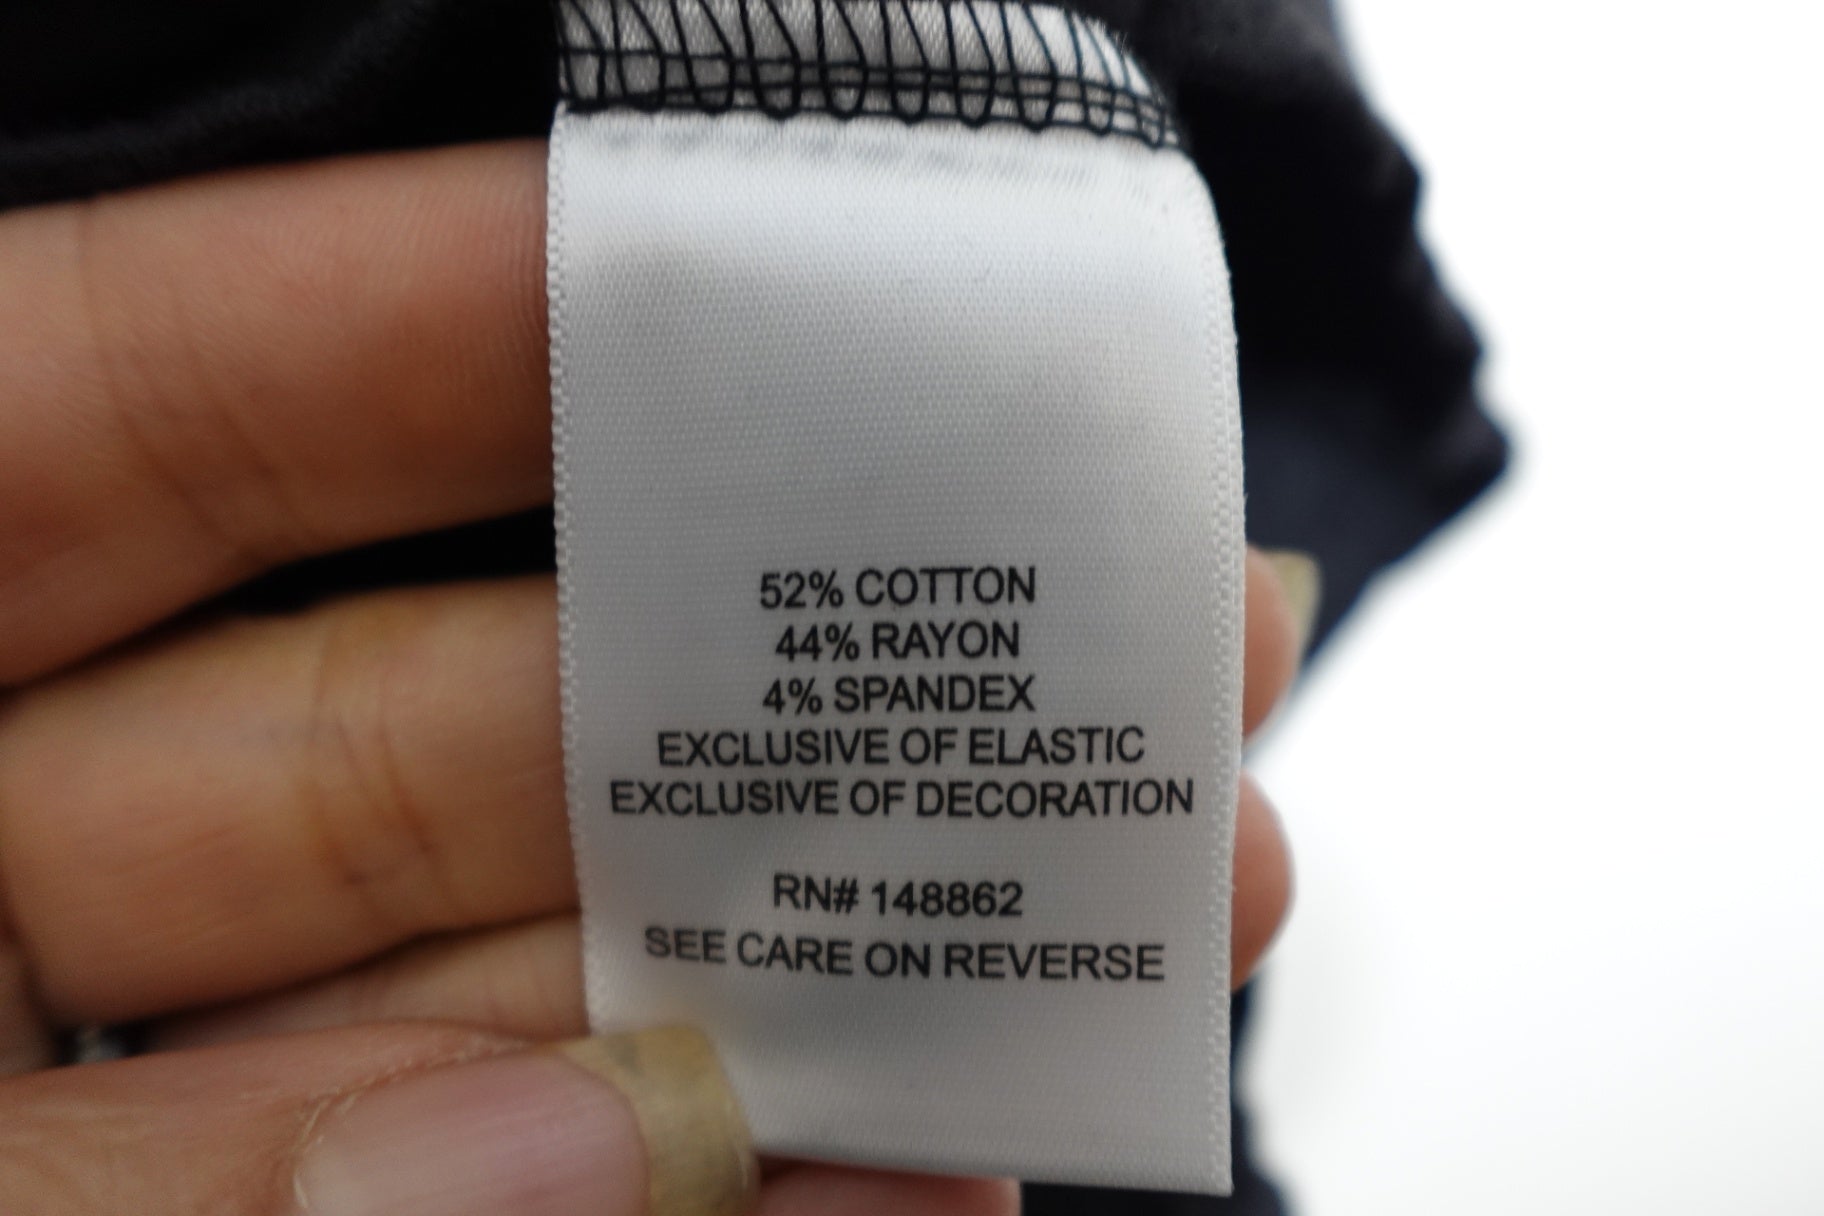 52% COTTON
44% RAYON
4% SPANDEX
EXCLUSIVE OF ELASTIC
EXCLUSIVE OF DECORATION
RN# 148862
SEE CARE ON REVERSE